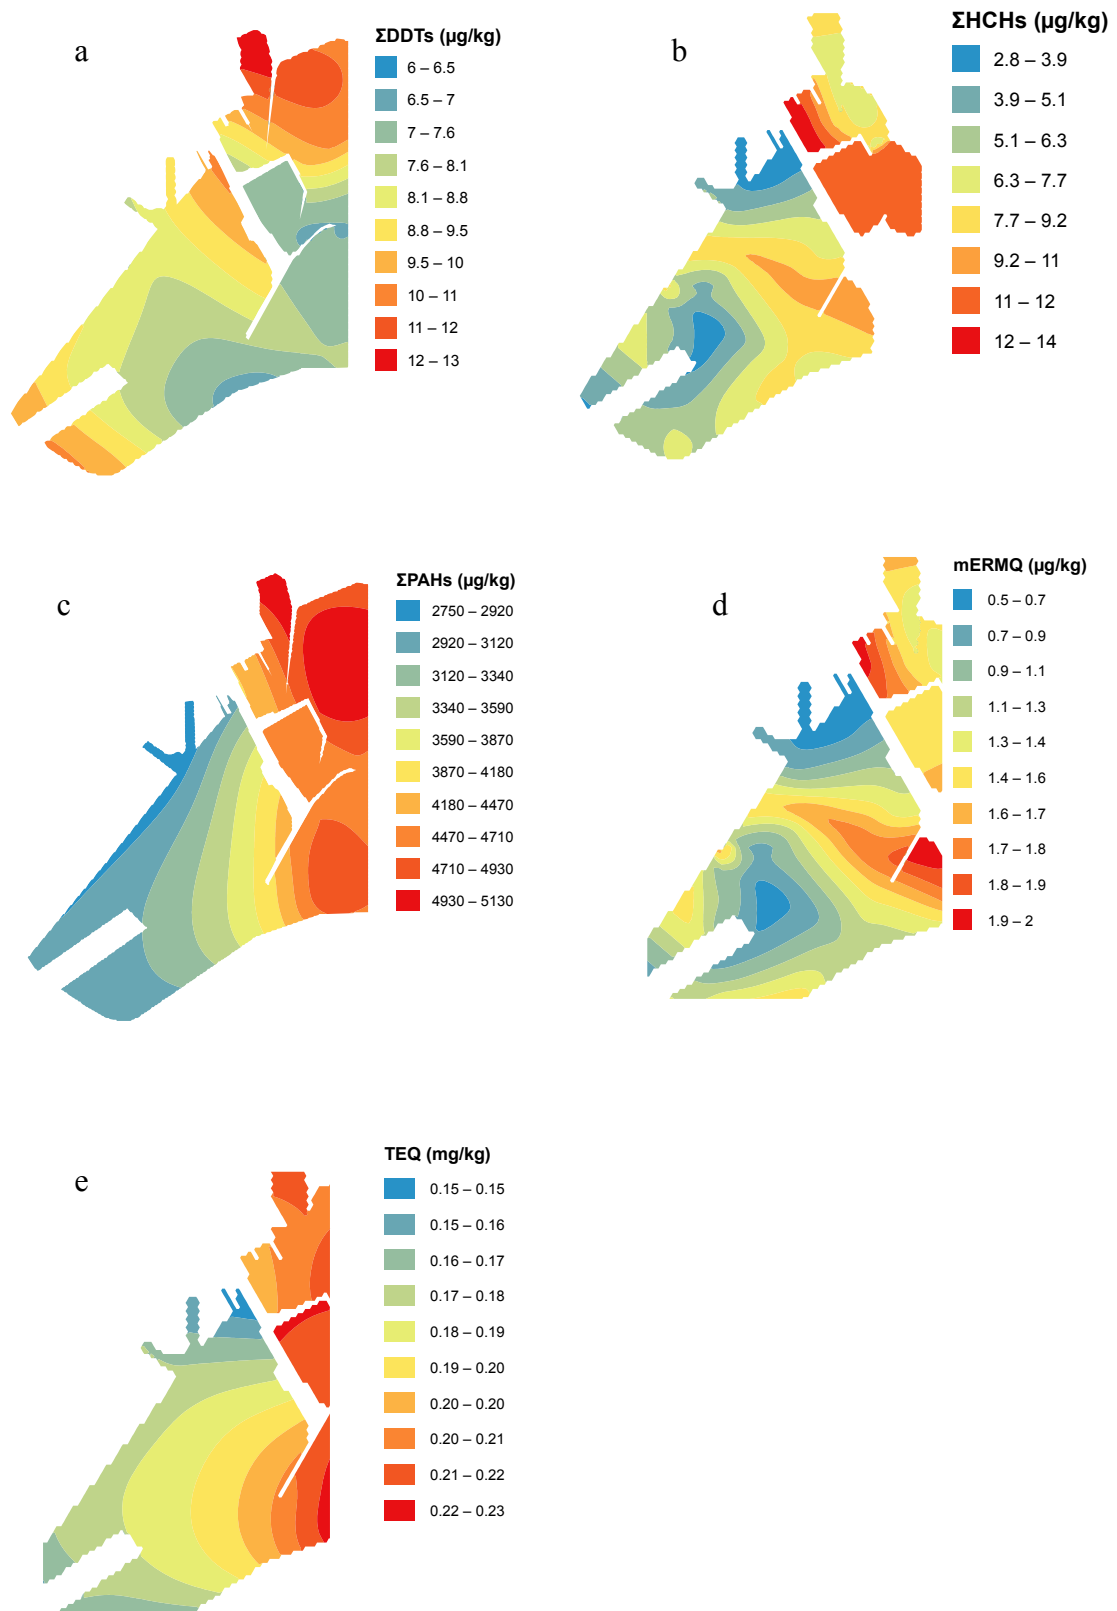 a
ΣDDTs (µg/kg)
6 – 6.5
6.5 – 7
7 – 7.6
7.6 – 8.1
8.1 – 8.8
8.8 – 9.5
9.5 – 10
10 – 11
11 – 12
12 – 13
b
ΣHCHs (µg/kg)
2.8 – 3.9
3.9 – 5.1
5.1 – 6.3
6.3 – 7.7
7.7 – 9.2
9.2 – 11
11 – 12
12 – 14
c
ΣPAHs (µg/kg)
2750 – 2920
2920 – 3120
3120 – 3340
3340 – 3590
3590 – 3870
3870 – 4180
4180 – 4470
4470 – 4710
4710 – 4930
4930 – 5130
d
mERMQ (µg/kg)
0.5 – 0.7
0.7 – 0.9
0.9 – 1.1
1.1 – 1.3
1.3 – 1.4
1.4 – 1.6
1.6 – 1.7
1.7 – 1.8
1.8 – 1.9
1.9 – 2
e
TEQ (mg/kg)
0.15 – 0.15
0.15 – 0.16
0.16 – 0.17
0.17 – 0.18
0.18 – 0.19
0.19 – 0.20
0.20 – 0.20
0.20 – 0.21
0.21 – 0.22
0.22 – 0.23